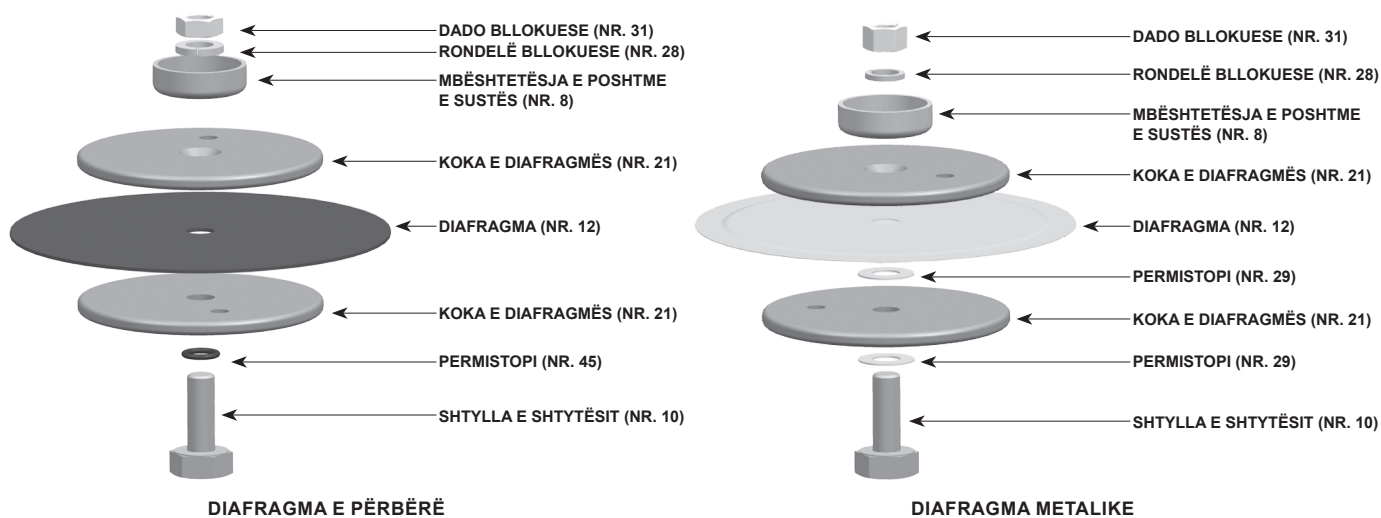 DADO BLLOKUESE (NR. 31)
RONDELË BLLOKUESE (NR. 28)
MBËSHTETËSJA E POSHTME
E SUSTËS (NR. 8)
KOKA E DIAFRAGMËS (NR. 21)
DIAFRAGMA (NR. 12)
KOKA E DIAFRAGMËS (NR. 21)
PERMISTOPI (NR. 45)
SHTYLLA E SHTYTËSIT (NR. 10)
DIAFRAGMA E PËRBËRË
DADO BLLOKUESE (NR. 31)
RONDELË BLLOKUESE (NR. 28)
MBËSHTETËSJA E POSHTME
E SUSTËS (NR. 8)
KOKA E DIAFRAGMËS (NR. 21)
DIAFRAGMA (NR. 12)
PERMISTOPI (NR. 29)
KOKA E DIAFRAGMËS (NR. 21)
PERMISTOPI (NR. 29)
SHTYLLA E SHTYTËSIT (NR. 10)
DIAFRAGMA METALIKE